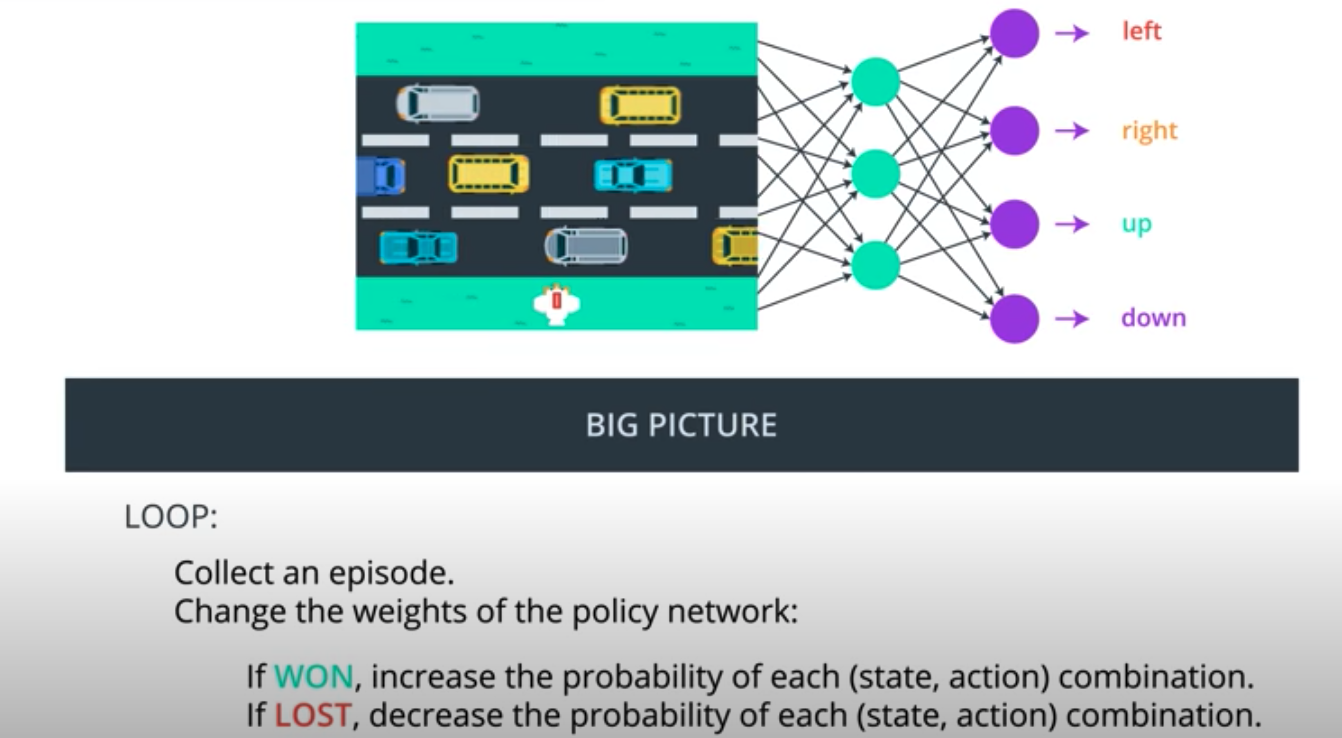 left
right
up
down
BIG PICTURE
LOOP:
Collect an episode.
Change the weights of the policy network:
If WON, increase the probability of each (state, action) combination.
If LOST, decrease the probability of each (state, action) combination.